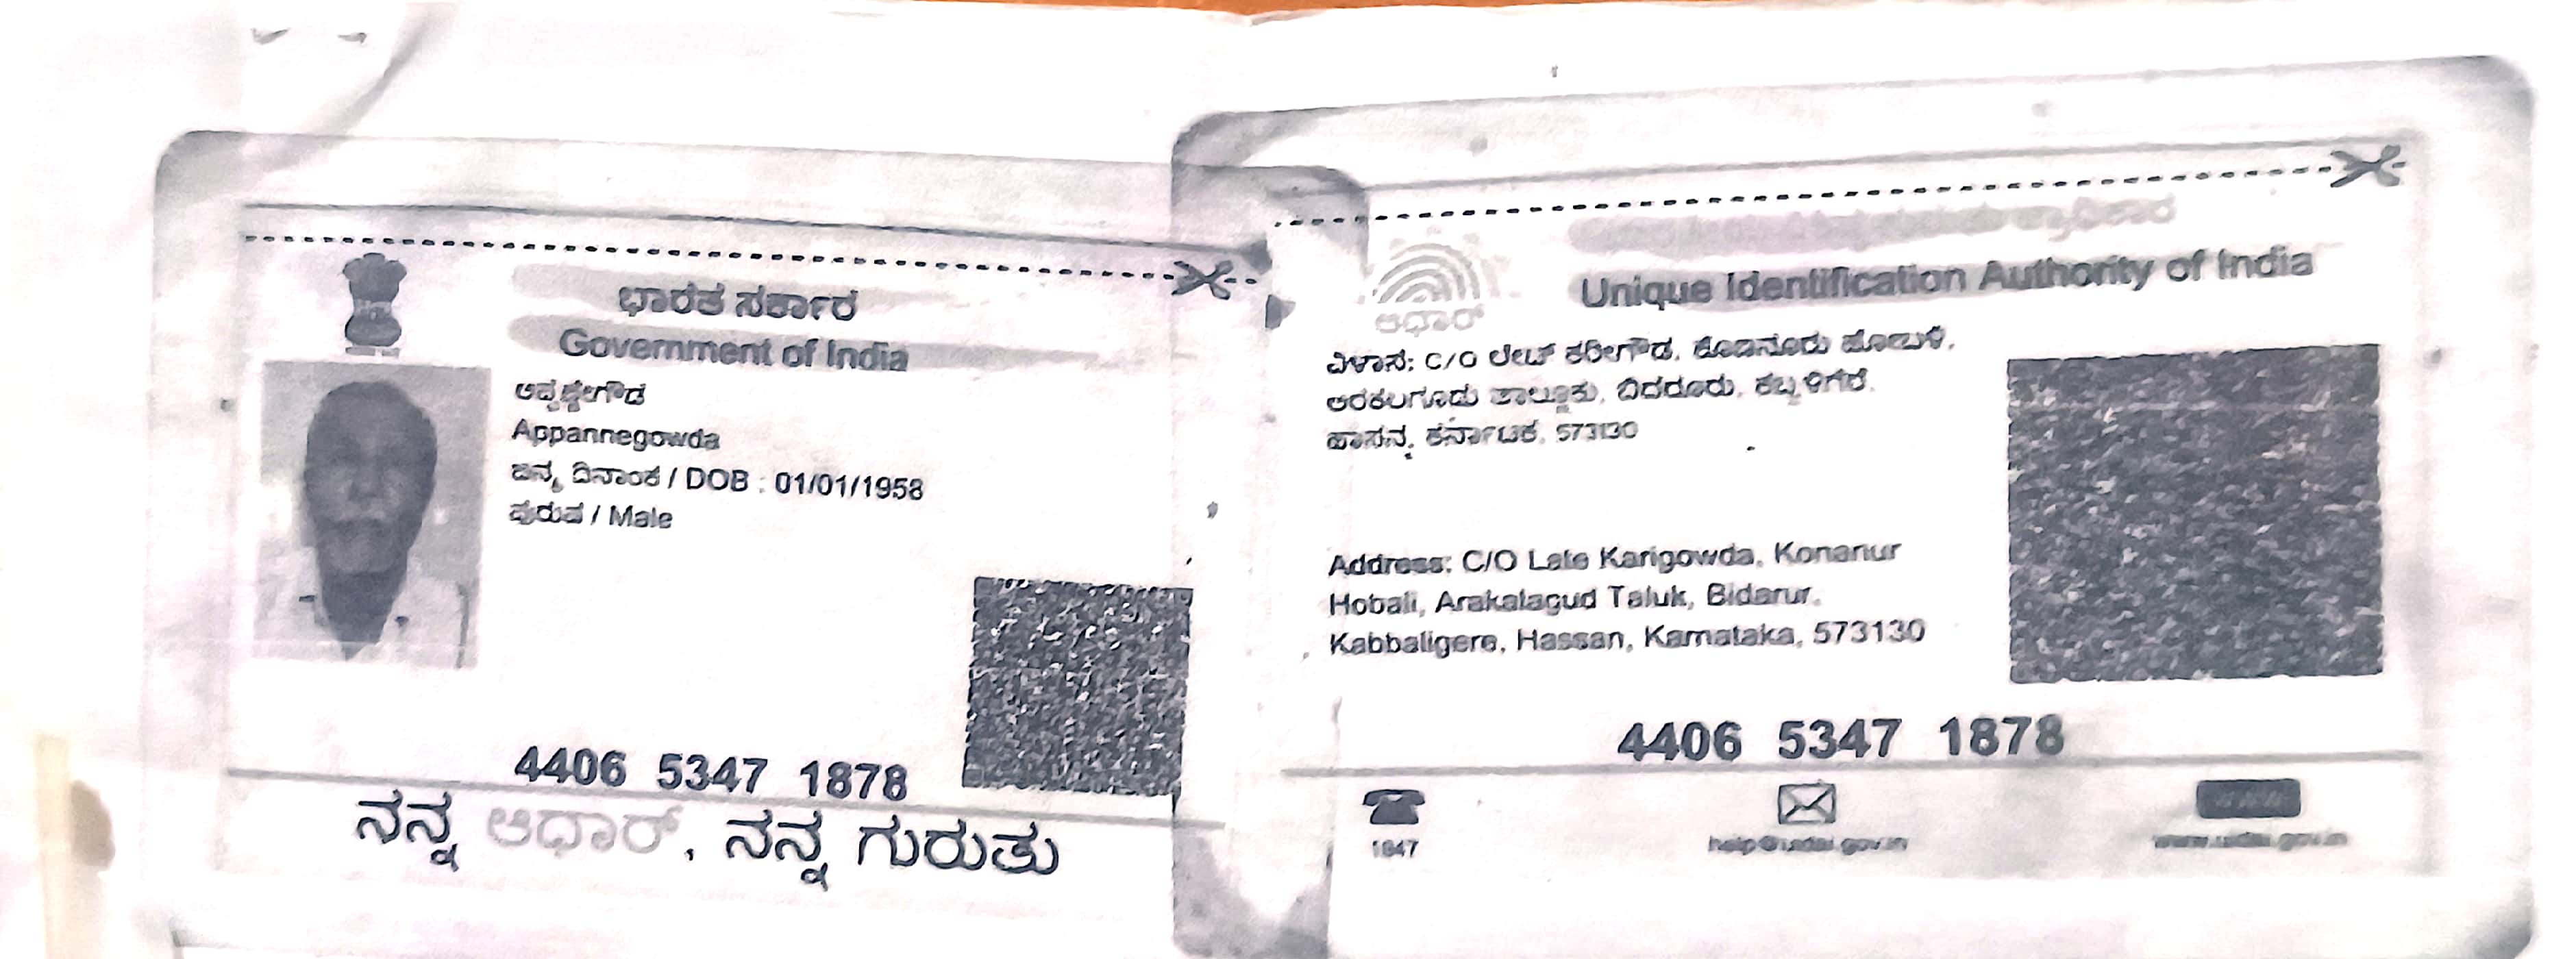 ಭಾರತ ಸರ್ಕಾರ
Government of India
Appannegowda
ಜನ್ಮ ದಿನಾಂಕ / DOB : 01/01/1958
ಪುರುಷ / Male
4406 5347 1878
ನನ್ನ ಆಧಾರ್, ನನ್ನ ಗುರುತು
Unique Identification Authority of India
ಆಧಾರ್
ವಿಳಾಸ: C/O ಲೇಟ್ ಕರೀಗೌಡ, ಹೋಬಳಿ,
ಅರಕಲಗೂಡು ತಾಲ್ಲೂಕು, ಬಿದರೂರು, ಕಬ್ಬಳಿಗೆರೆ,
ಹಾಸನ, ಕರ್ನಾಟಕ, 573130
Address: C/O Late Karigowda, Konanur
Hobali, Arakalagud Taluk, Bidarur,
Kabbaligere, Hassan, Karnataka, 573130
4406 5347 1878
1947
help@uidai.gov.in
www.uidai.gov.in